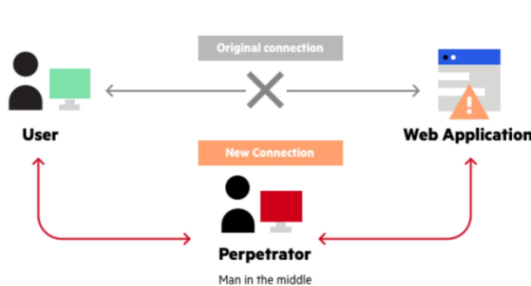 Original connection
User
Web Application
New Connection
Perpetrator
Man in the middle